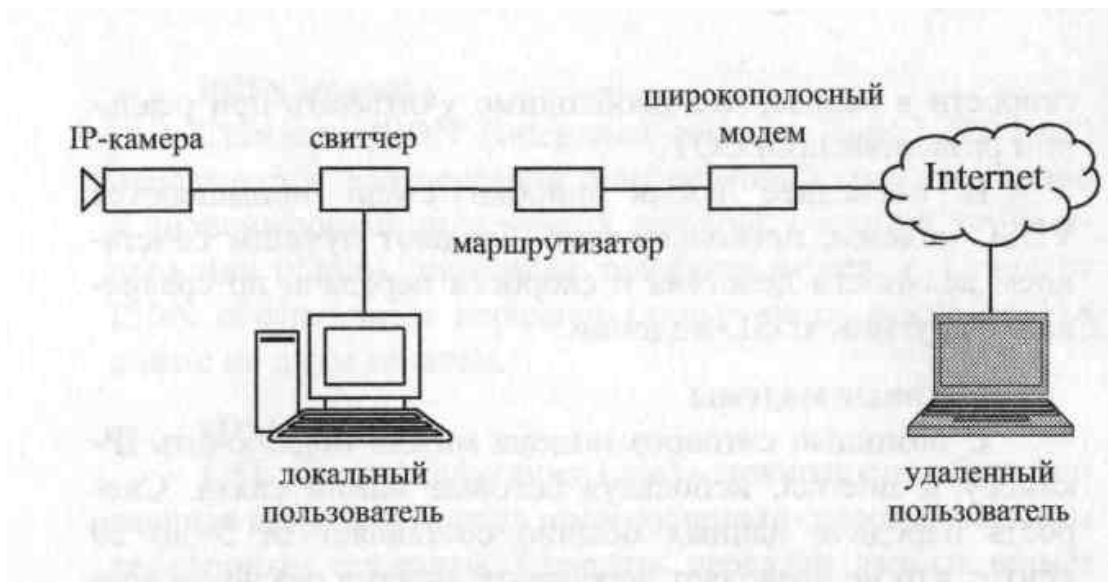 широкополосный
модем
IP-камера
свитчер
Internet
маршрутизатор
локальный
пользователь
удаленный
пользователь